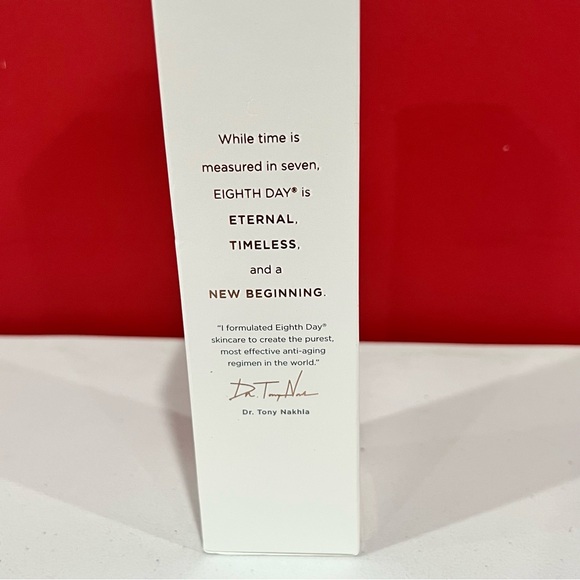 While time is
measured in seven,
EIGHTH DAY® is
ETERNAL,
TIMELESS,
and a
NEW BEGINNING.
"I formulated Eighth Day®
skincare to create the purest,
most effective anti-aging
regimen in the world."
Dr. Tony Nakhla